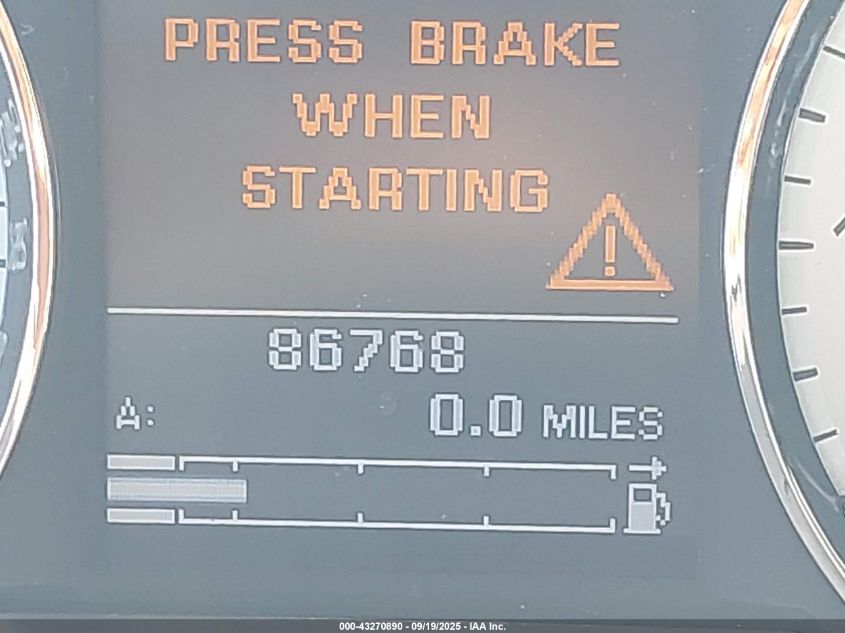 PRESS BRAKE
WHEN
STARTING
86768
A: 0.0 MILES
000-43270890 - 09/19/2025 - IAA Inc.